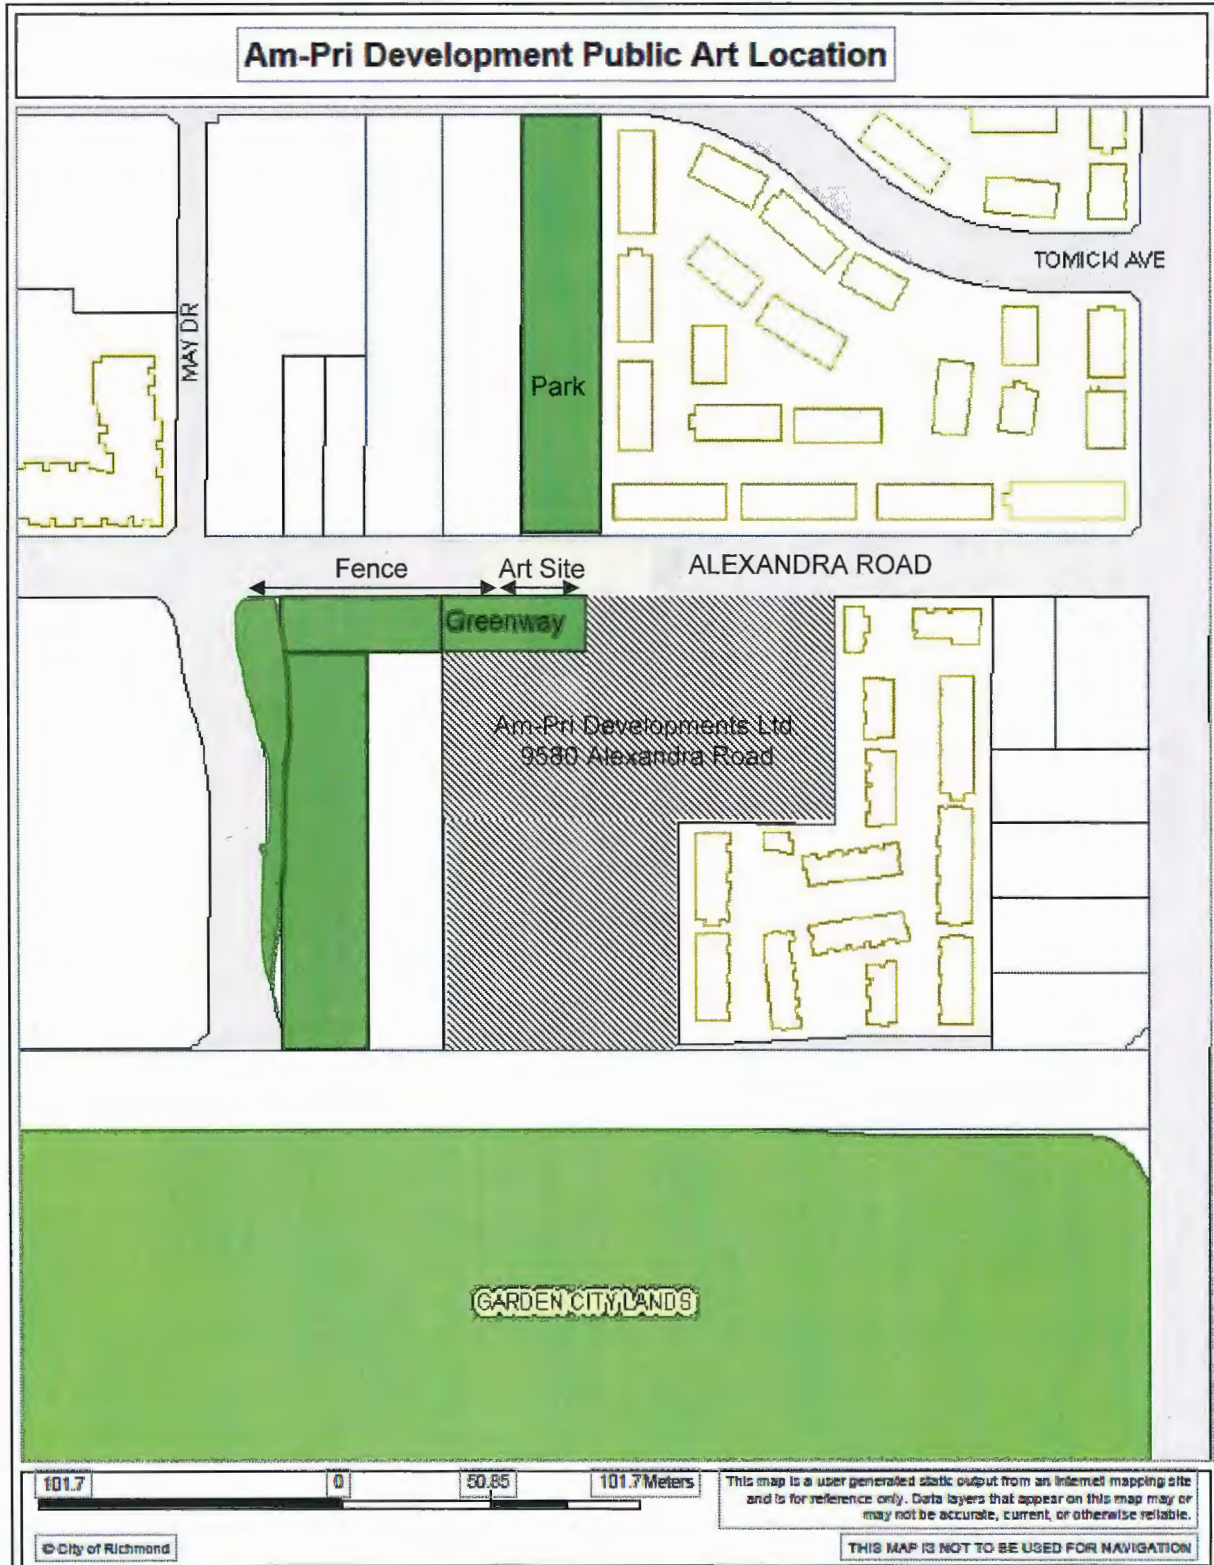 Am-Pri Development Public Art Location
TOMICKI AVE
MAY DR
Park
Fence
Art Site
ALEXANDRA ROAD
Greenway
Am-Pri Developments Ltd
9580 Alexandra Road
GARDEN CITY LANDS
101.7 0 50.85 101.7 Meters
This map is a user generated static output from an Internet mapping site
and is for reference only. Data layers that appear on this map may or
may not be accurate, current, or otherwise reliable.
© City of Richmond
THIS MAP IS NOT TO BE USED FOR NAVIGATION